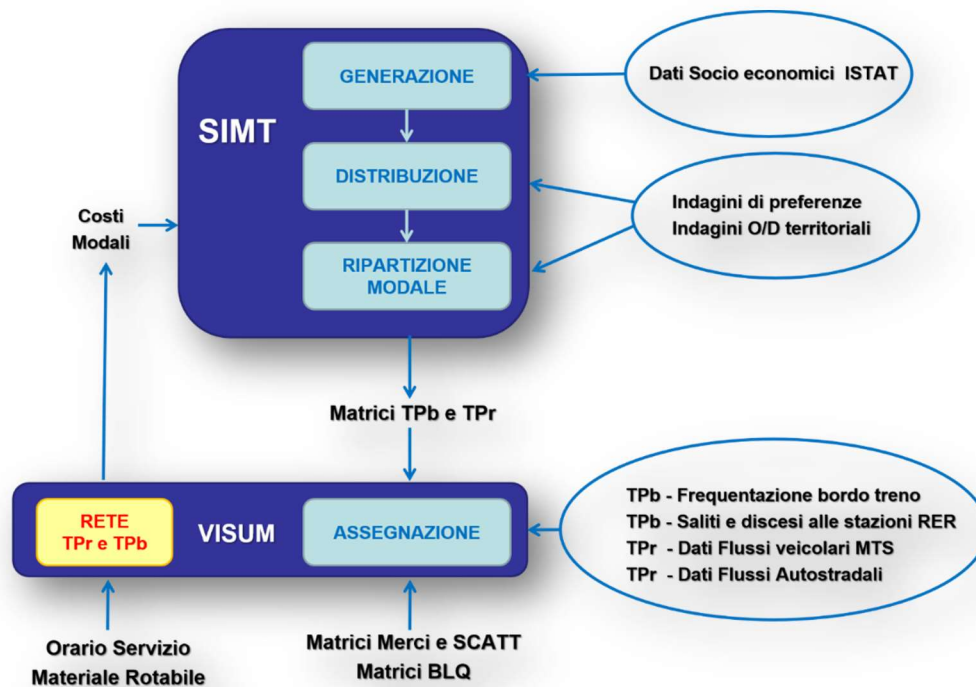 GENERAZIONE
Dati Socio economici ISTAT
SIMT
DISTRIBUZIONE
Indagini di preferenze
Indagini O/D territoriali
Costi
Modali
RIPARTIZIONE
MODALE
Matrici TPb e TPr
RETE
TPr e TPb
VISUM
ASSEGNAZIONE
TPb - Frequentazione bordo treno
TPb - Saliti e discesi alle stazioni RER
TPr - Dati Flussi veicolari MTS
TPr - Dati Flussi Autostradali
Orario Servizio
Materiale Rotabile
Matrici Merci e SCATT
Matrici BLQ